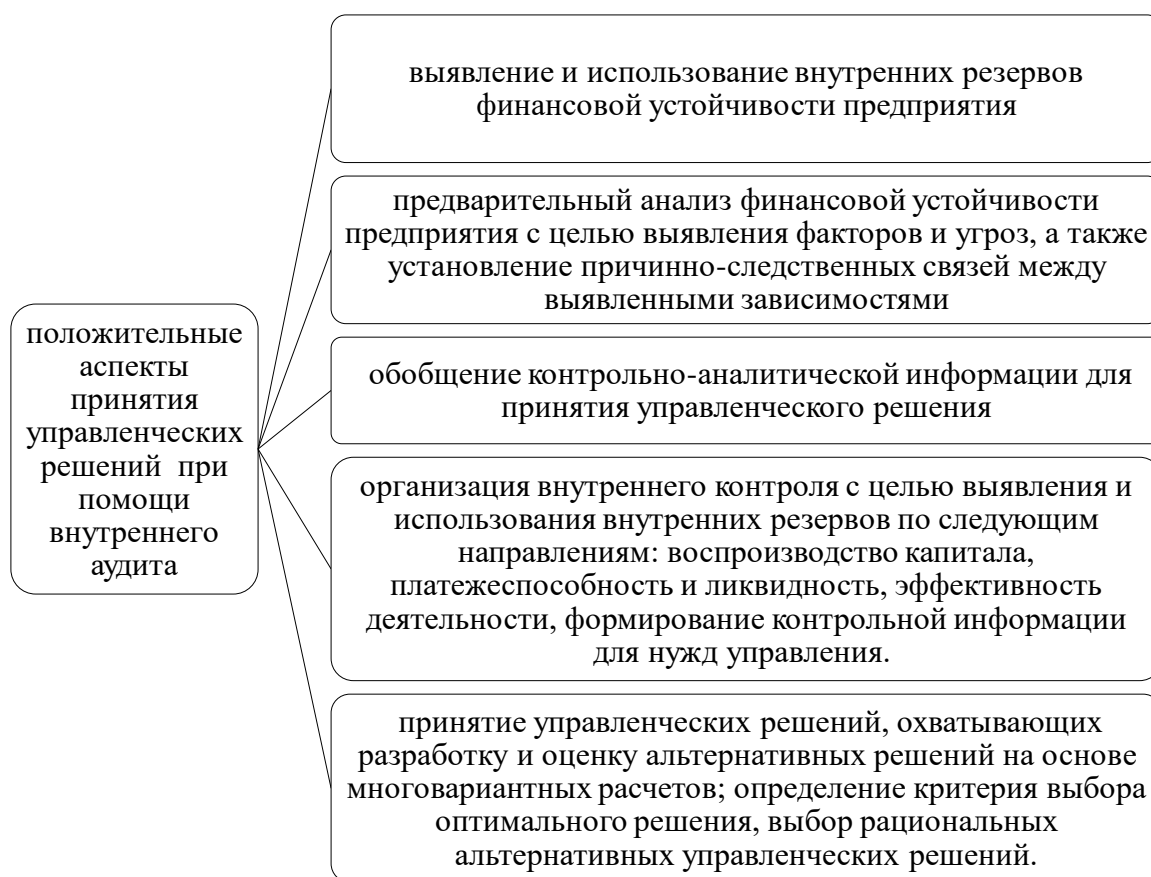 положительные
аспекты
принятия
управленческих
решений при
помощи
внутреннего
аудита
выявление и использование внутренних резервов
финансовой устойчивости предприятия
предварительный анализ финансовой устойчивости
предприятия с целью выявления факторов и угроз, а также
установление причинно-следственных связей между
выявленными зависимостями
обобщение контрольно-аналитической информации для
принятия управленческого решения
организация внутреннего контроля с целью выявления и
использования внутренних резервов по следующим
направлениям: воспроизводство капитала,
платежеспособность и ликвидность, эффективность
деятельности, формирование контрольной информации
для нужд управления.
принятие управленческих решений, охватывающих
разработку и оценку альтернативных решений на основе
многовариантных расчетов; определение критерия выбора
оптимального решения, выбор рациональных
альтернативных управленческих решений.